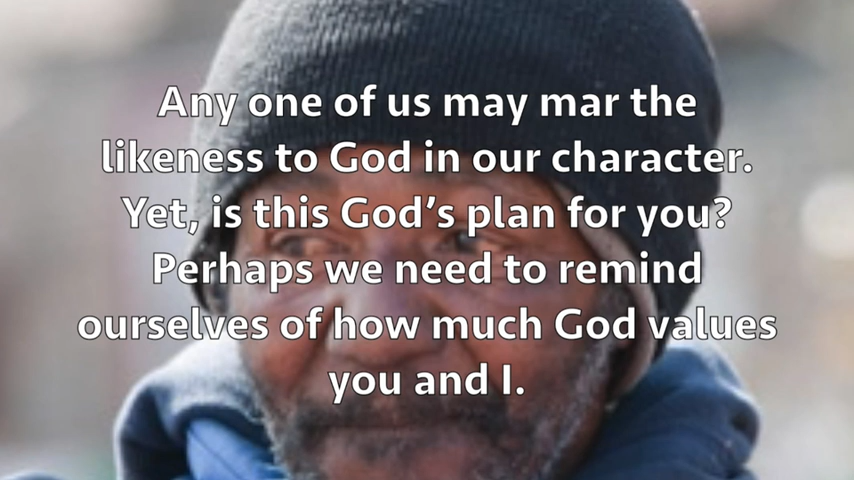 Any one of us may mar the
likeness to God in our character.
Yet, is this God’s plan for you?
Perhaps we need to remind
ourselves of how much God values
you and I.